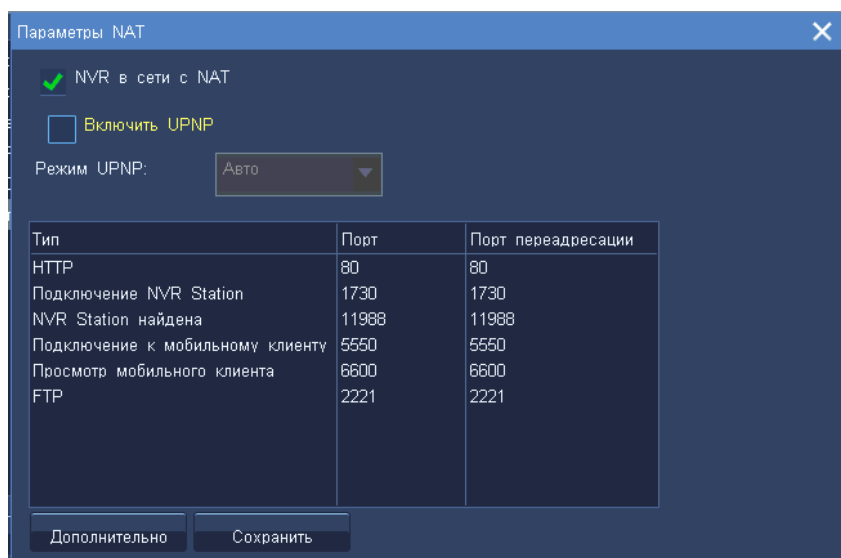 Параметры NAT
NVR в сети с NAT
Включить UPNP
Режим UPNP: Авто
Тип Порт Порт переадресации
HTTP 80 80
Подключение NVR Station 1730 1730
NVR Station найдена 11988 11988
Подключение к мобильному клиенту 5550 5550
Просмотр мобильного клиента 6600 6600
FTP 2221 2221
Дополнительно Сохранить